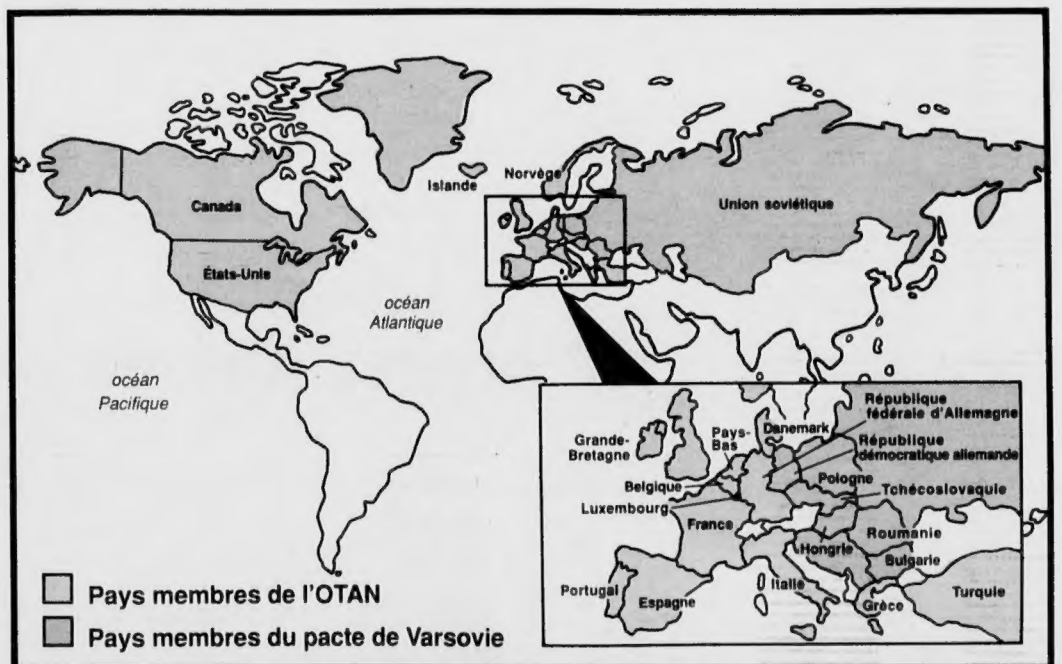 Islande
Norvège
Canada
États-Unie
Union soviétique
océan
Atlantique
océan
Pacifique
République
fédérale d'Allemagne
Danemark
Pays-
Bas
Grande-
Bretagne
République
démocratique allemande
Pologne
Belgique
Tchécoslovaquie
Luxembourg
France
Roumanie
Hongrie
Bulgarie
Portugal
Espagne
Italie
Grèce
Turquie
Pays membres de l'OTAN
Pays membres du pacte de Varsovie